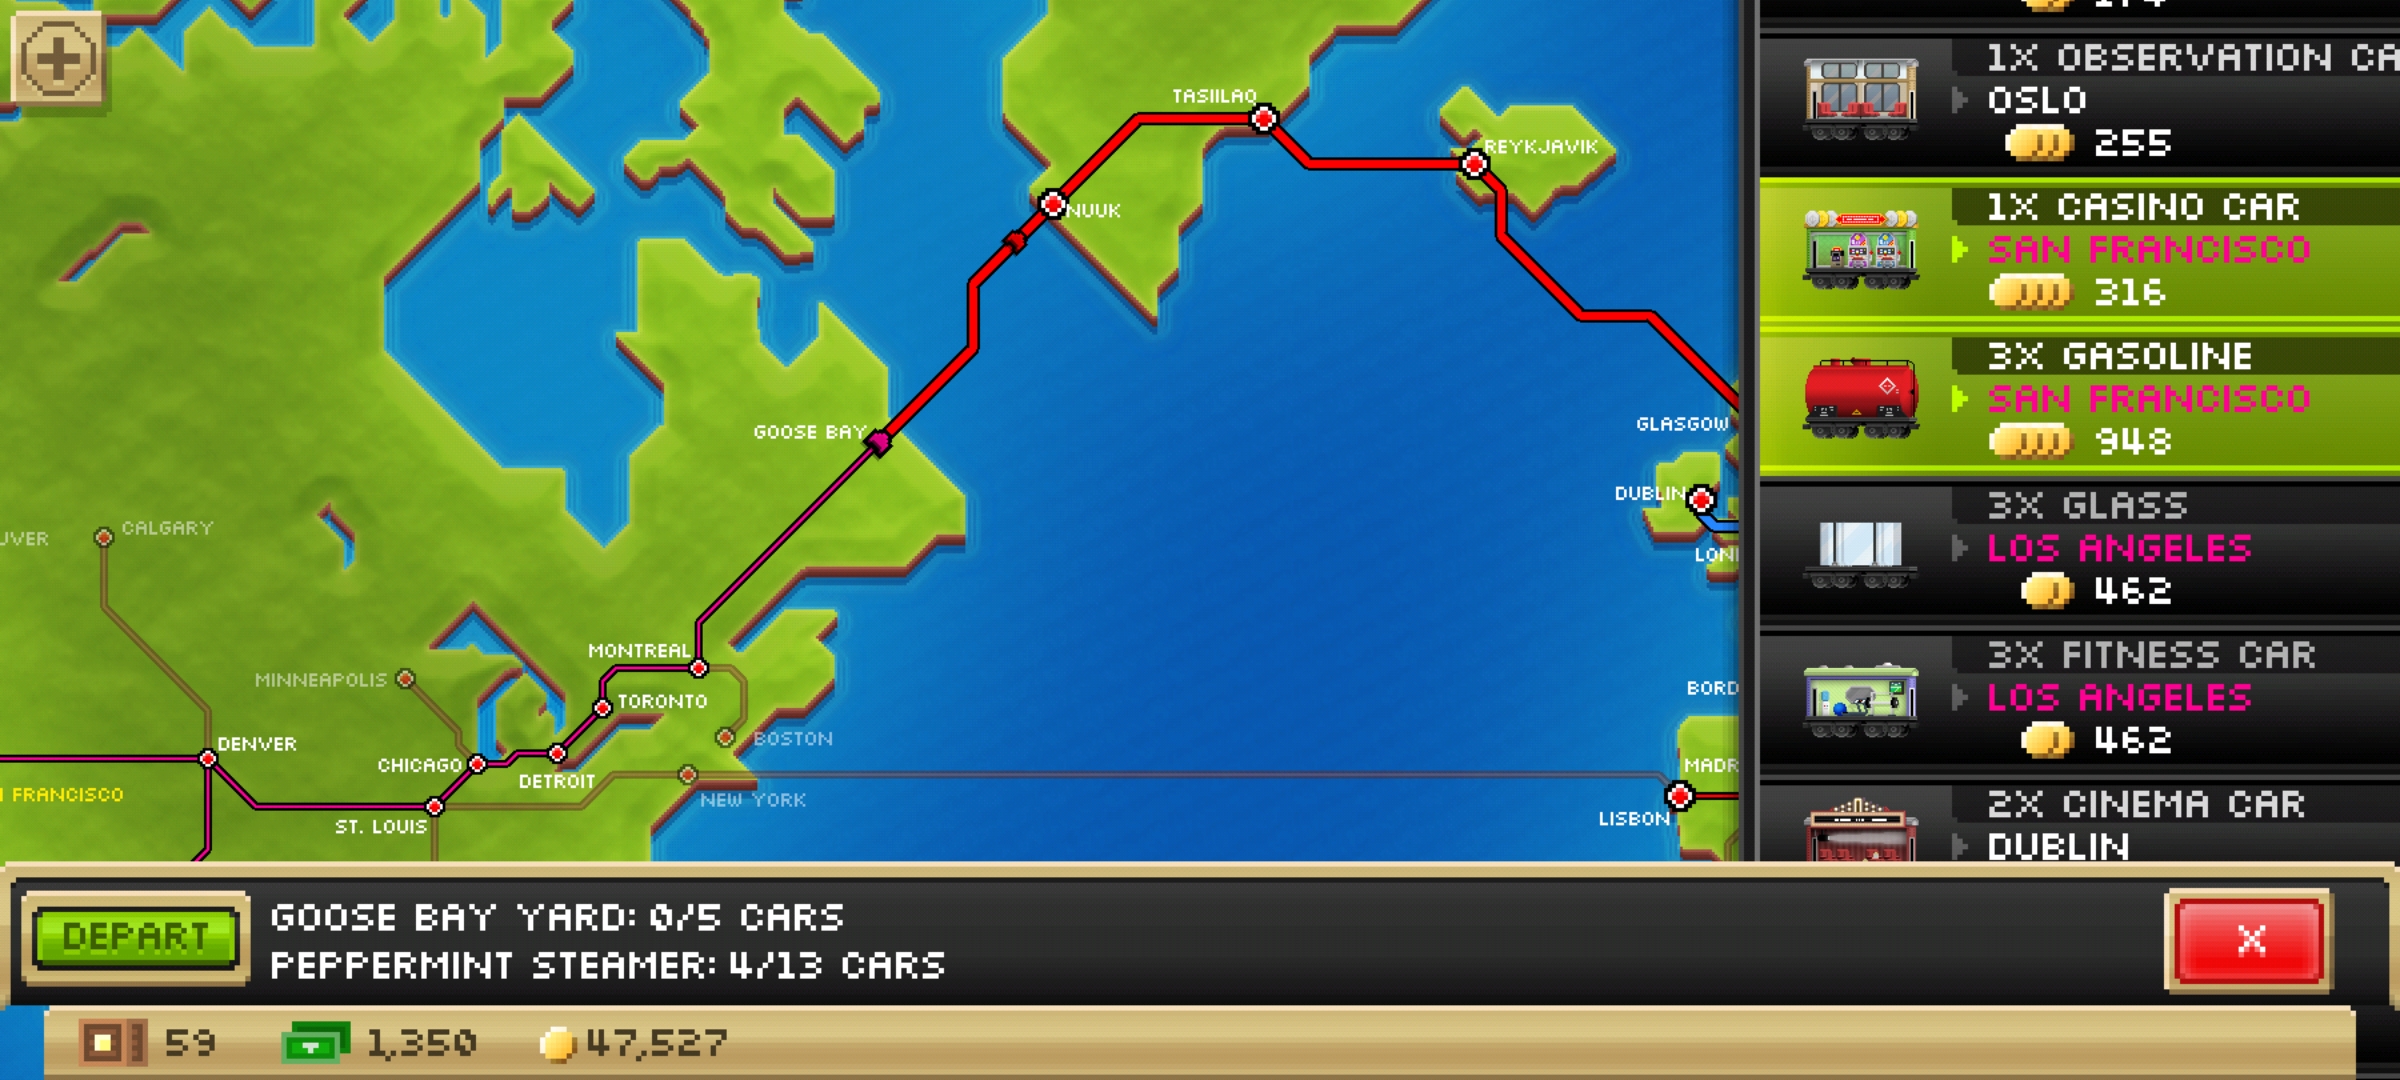 TASIILAQ
REYKJAVIK
NUUK
GOOSE BAY
GLASGOW
DUBLIN
CALGARY
MONTREAL
MINNEAPOLIS
TORONTO
BOSTON
DENVER
CHICAGO
DETROIT
FRANCISCO
NEW YORK
ST. LOUIS
LISBON
1X OBSERVATION CA
OSLO
255
1X CASINO CAR
SAN FRANCISCO
316
3X GASOLINE
SAN FRANCISCO
948
3X GLASS
LOS ANGELES
462
3X FITNESS CAR
LOS ANGELES
462
2X CINEMA CAR
DUBLIN
DEPART
GOOSE BAY YARD: 0/5 CARS
PEPPERMINT STEAMER: 4/13 CARS
X
59
1,350
47,527